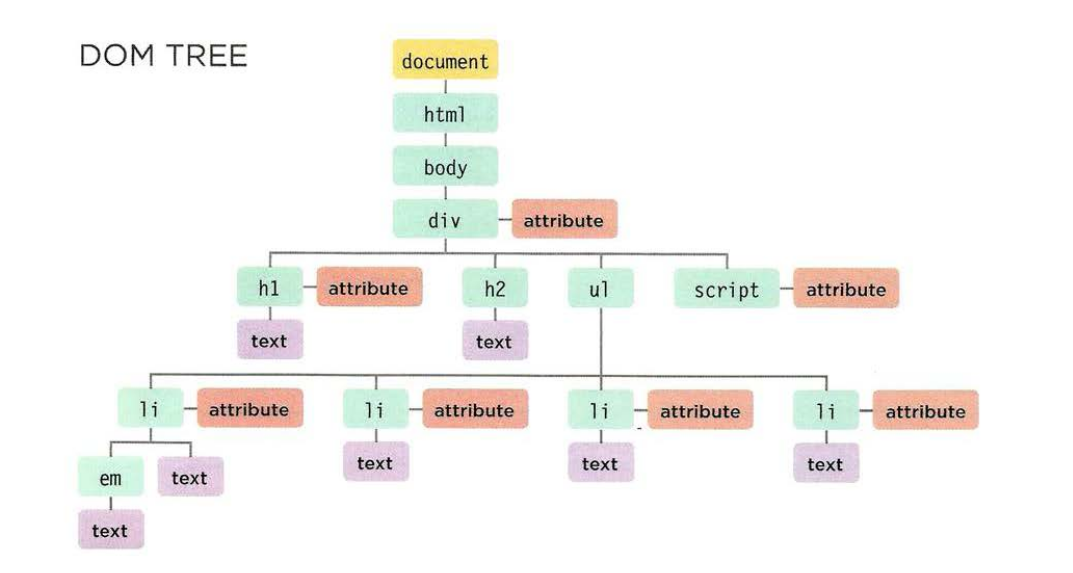 DOM TREE
document
html
body
div attribute
h1 attribute h2 ul script attribute
text text
li attribute li attribute li attribute li attribute
text text text
em text
text